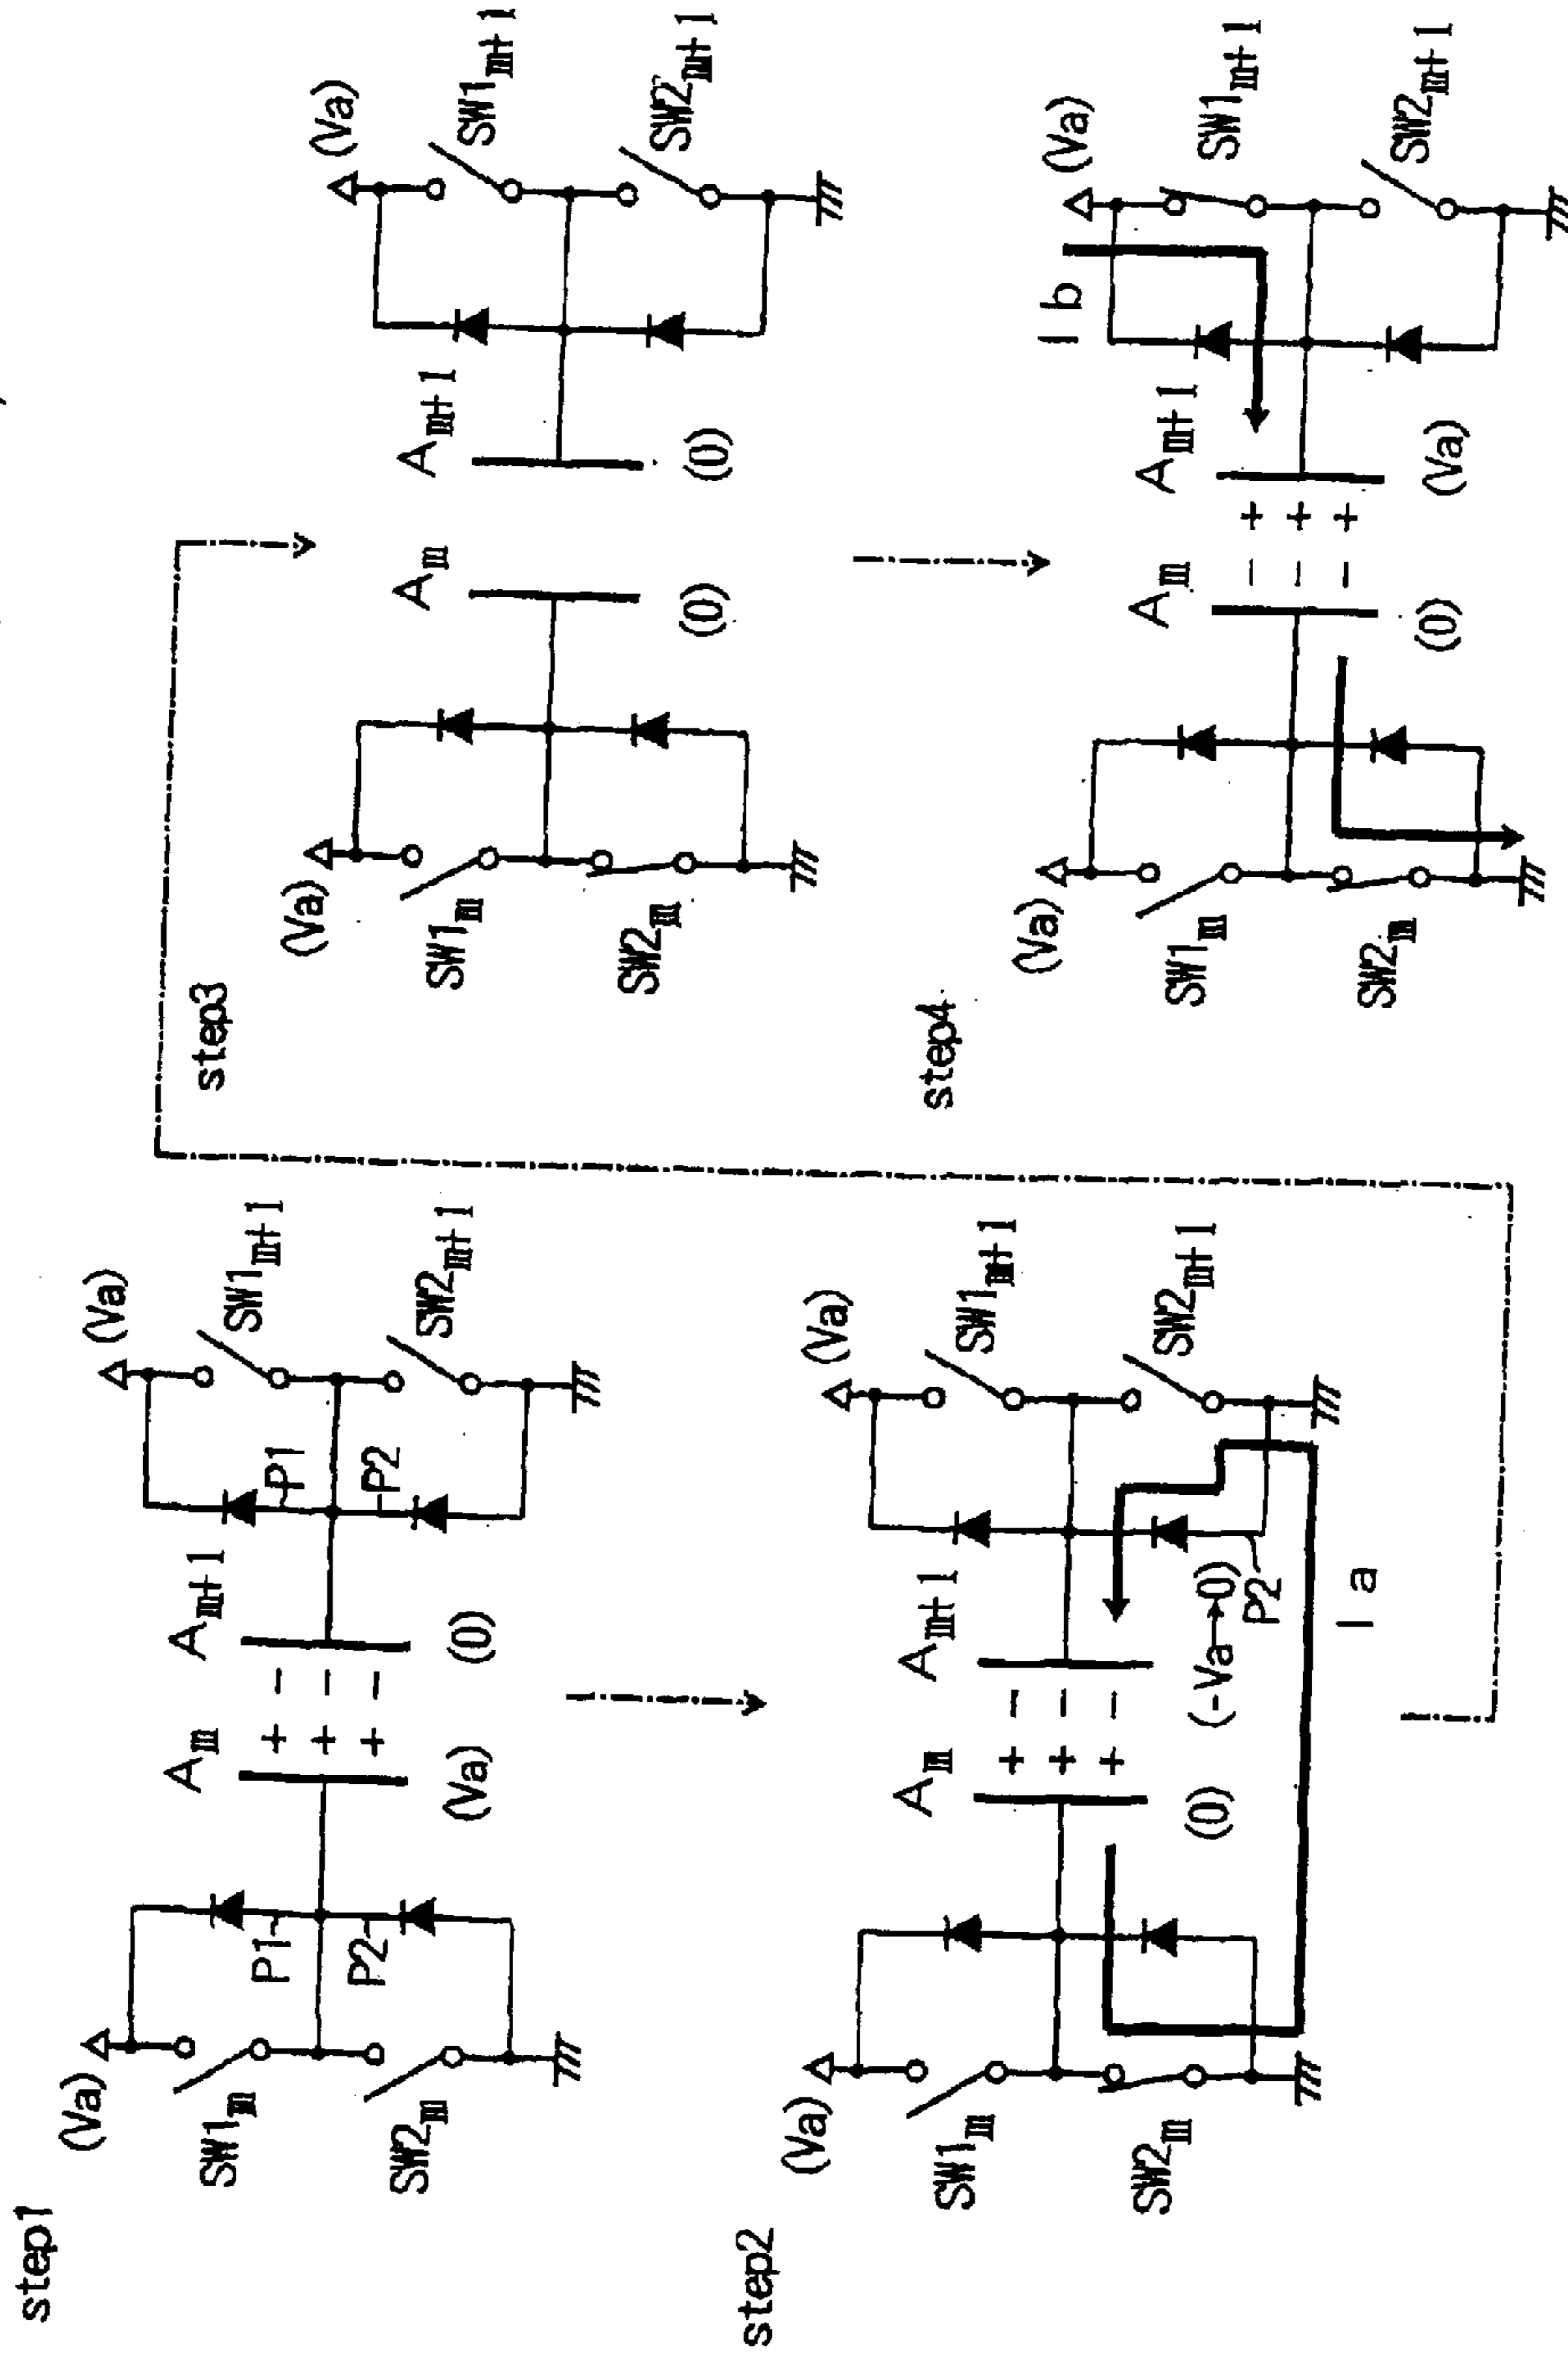 step1
(Va)
(Va)
SW1m
SW2m
P1
P2
Am
Am+1
+ −
+ −
+ −
(Va)
(0)
P1
P2
SW1m+1
SW2m+1
step2
(Va)
(Va)
SW1m
SW2m
Am
Am+1
+ −
+ −
+ −
(0)
(-Va→0)
P2
Ia
SW1m+1
SW2m+1
step3
(Va)
(Va)
SW1m
SW2m
Am
Am+1
(0)
(0)
SW1m+1
SW2m+1
step4
(Va)
(Va)
SW1m
SW2m
Am
Am+1
− +
− +
− +
(0)
(Va)
Ib
SW1m+1
SW2m+1